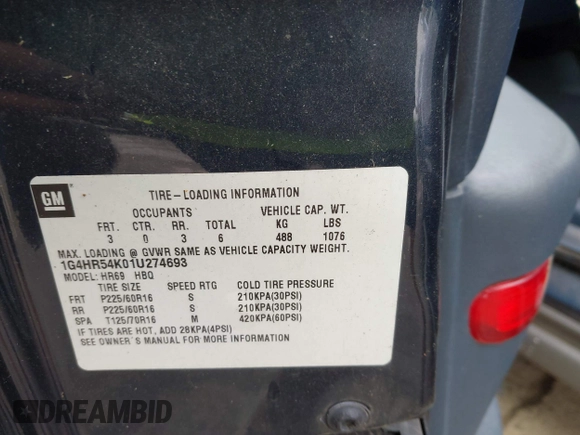 GM
TIRE-LOADING INFORMATION
OCCUPANTS VEHICLE CAP. WT.
FRT. CTR. RR. TOTAL KG LBS
3 0 3 6 488 1076
MAX. LOADING @ GVWR SAME AS VEHICLE CAPACITY WEIGHT.
1G4HR54K01U274693
MODEL: HR69 HBQ
TIRE SIZE SPEED RTG COLD TIRE PRESSURE
FRT P225/60R16 S 210KPA(30PSI)
RR P225/60R16 S 210KPA(30PSI)
SPA T125/70R16 M 420KPA(60PSI)
IF TIRES ARE HOT, ADD 28KPA(4PSI)
SEE OWNER'S MANUAL FOR MORE INFORMATION
DREAMBID